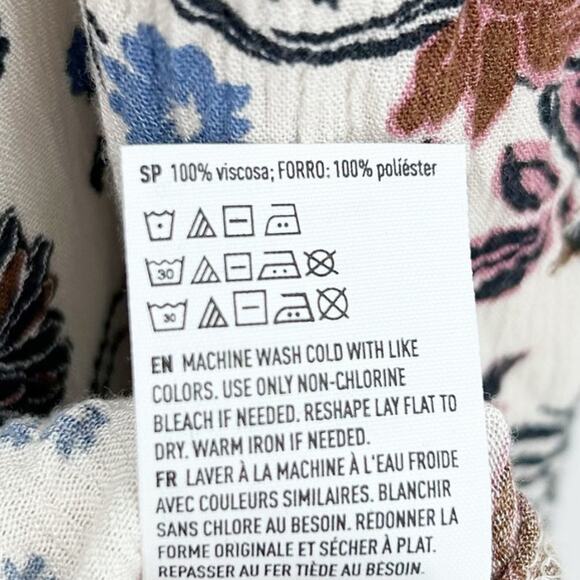 SP 100% viscosa; FORRO: 100% poliéster
30
30
EN MACHINE WASH COLD WITH LIKE
COLORS. USE ONLY NON-CHLORINE
BLEACH IF NEEDED. RESHAPE LAY FLAT TO
DRY. WARM IRON IF NEEDED.
FR LAVER À LA MACHINE À L'EAU FROIDE
AVEC COULEURS SIMILAIRES. BLANCHIR
SANS CHLORE AU BESOIN. REDONNER LA
FORME ORIGINALE ET SÉCHER À PLAT.
REPASSER AU FER TIÈDE AU BESOIN.